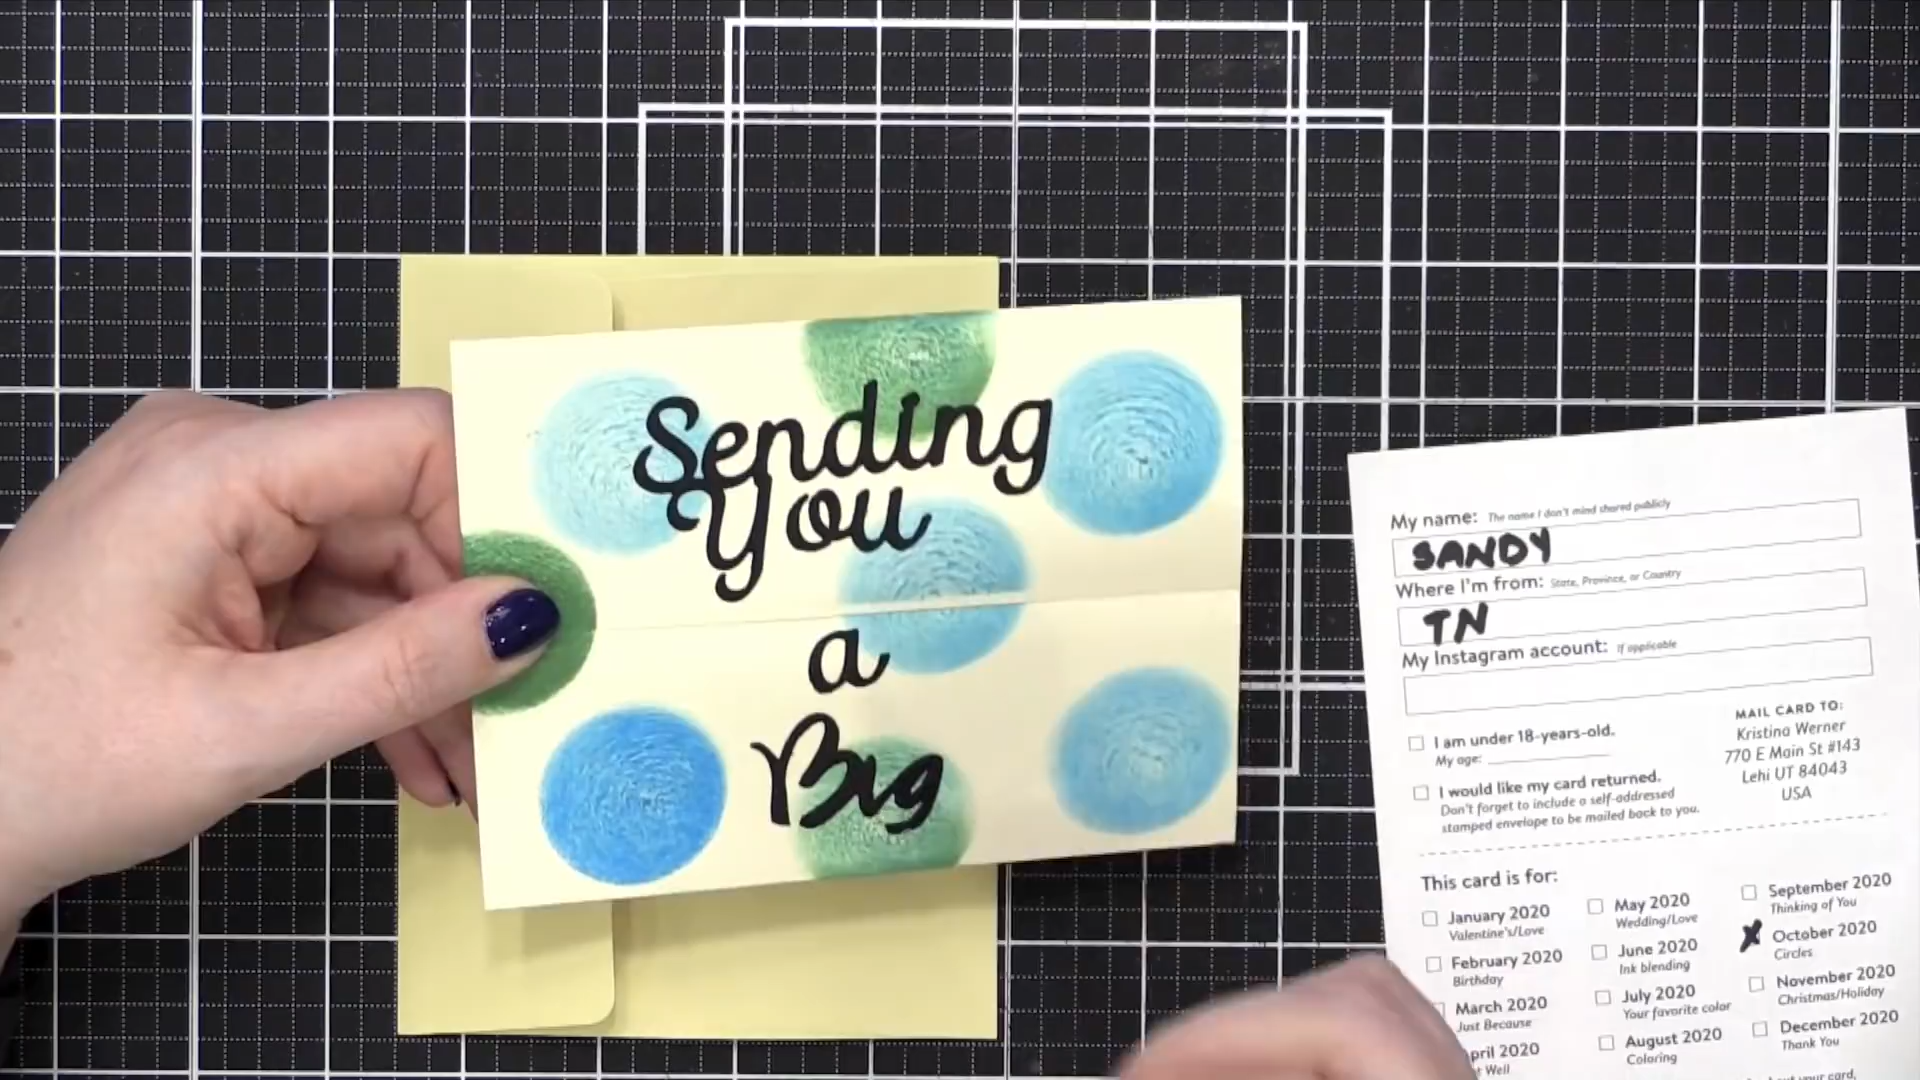 Sending
You
a
Big
My name: The name I don't mind shared publicly
SANDY
Where I'm from: State, Province, or Country
TN
My Instagram account: If applicable
I am under 18-years-old.
My age:
I would like my card returned.
Don't forget to include a self-addressed
stamped envelope to be mailed back to you.
MAIL CARD TO:
Kristina Werner
770 E Main St #143
Lehi UT 84043
USA
This card is for:
January 2020
Valentine's/Love
February 2020
Birthday
March 2020
Just Because
pril 2020
t Well
May 2020
Wedding/Love
June 2020
Ink blending
July 2020
Your favorite color
August 2020
Coloring
September 2020
Thinking of You
X October 2020
Circles
November 2020
Christmas/Holiday
December 2020
Thank You
your card,